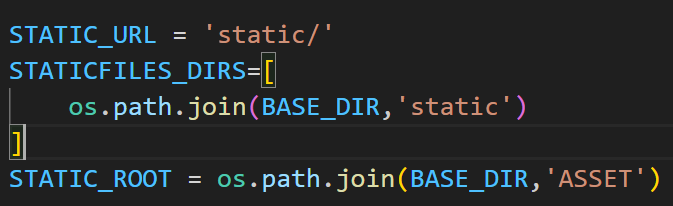 STATIC_URL = 'static/'
STATICFILES_DIRS=[
    os.path.join(BASE_DIR,'static')
]
STATIC_ROOT = os.path.join(BASE_DIR,'ASSET')